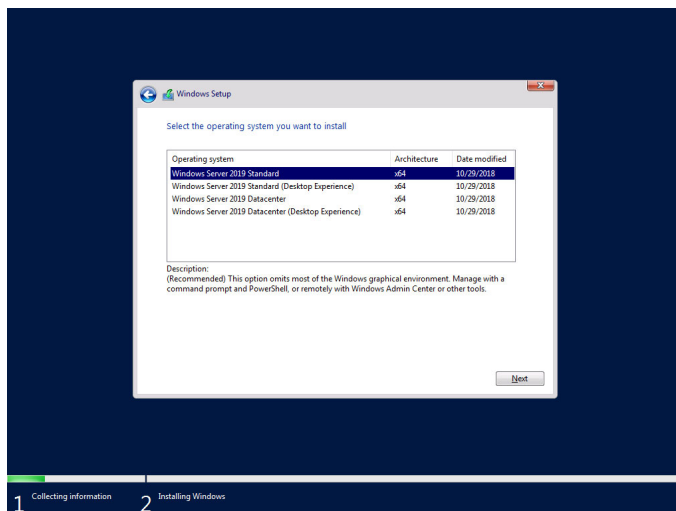 Windows Setup
Select the operating system you want to install
Operating system Architecture Date modified
Windows Server 2019 Standard x64 10/29/2018
Windows Server 2019 Standard (Desktop Experience) x64 10/29/2018
Windows Server 2019 Datacenter x64 10/29/2018
Windows Server 2019 Datacenter (Desktop Experience) x64 10/29/2018
Description:
(Recommended) This option omits most of the Windows graphical environment. Manage with a
command prompt and PowerShell, or remotely with Windows Admin Center or other tools.
Next
1 Collecting information 2 Installing Windows